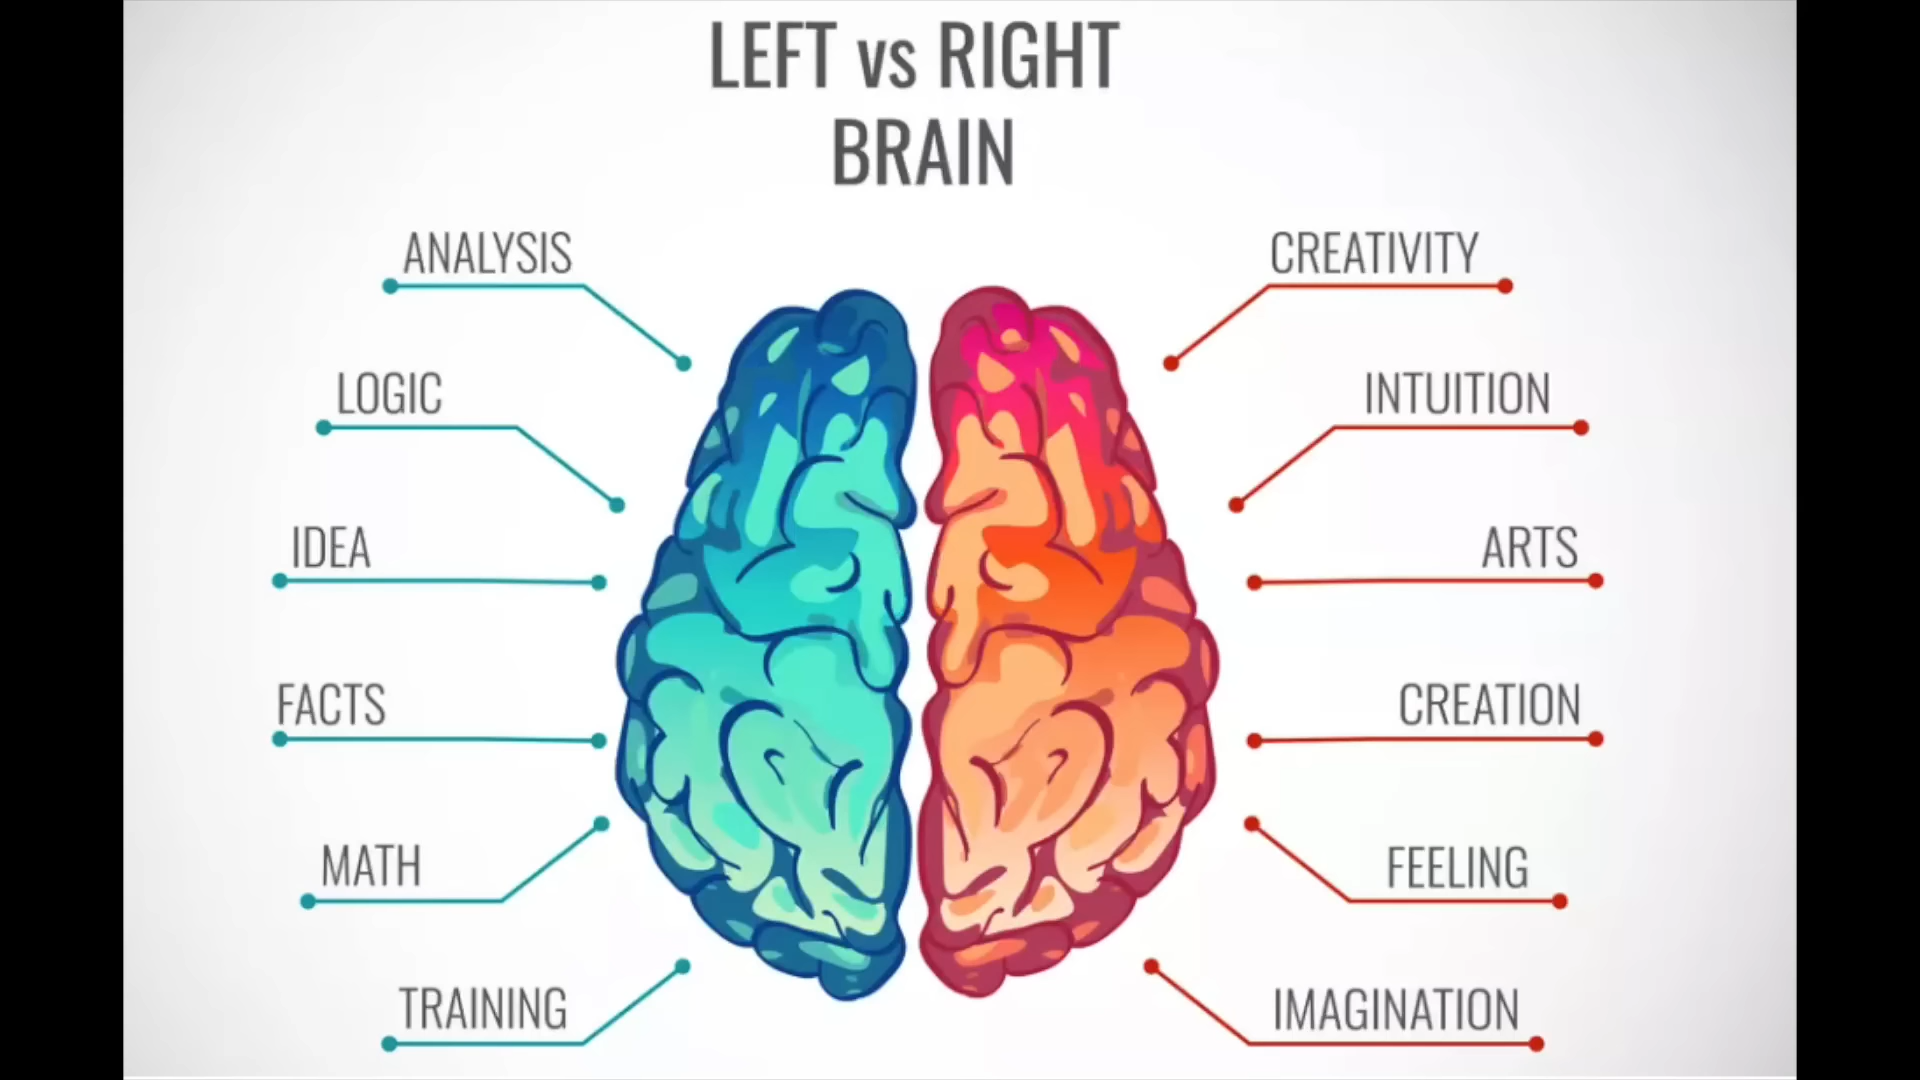 LEFT vs RIGHT
BRAIN
ANALYSIS
LOGIC
IDEA
FACTS
MATH
TRAINING
CREATIVITY
INTUITION
ARTS
CREATION
FEELING
IMAGINATION